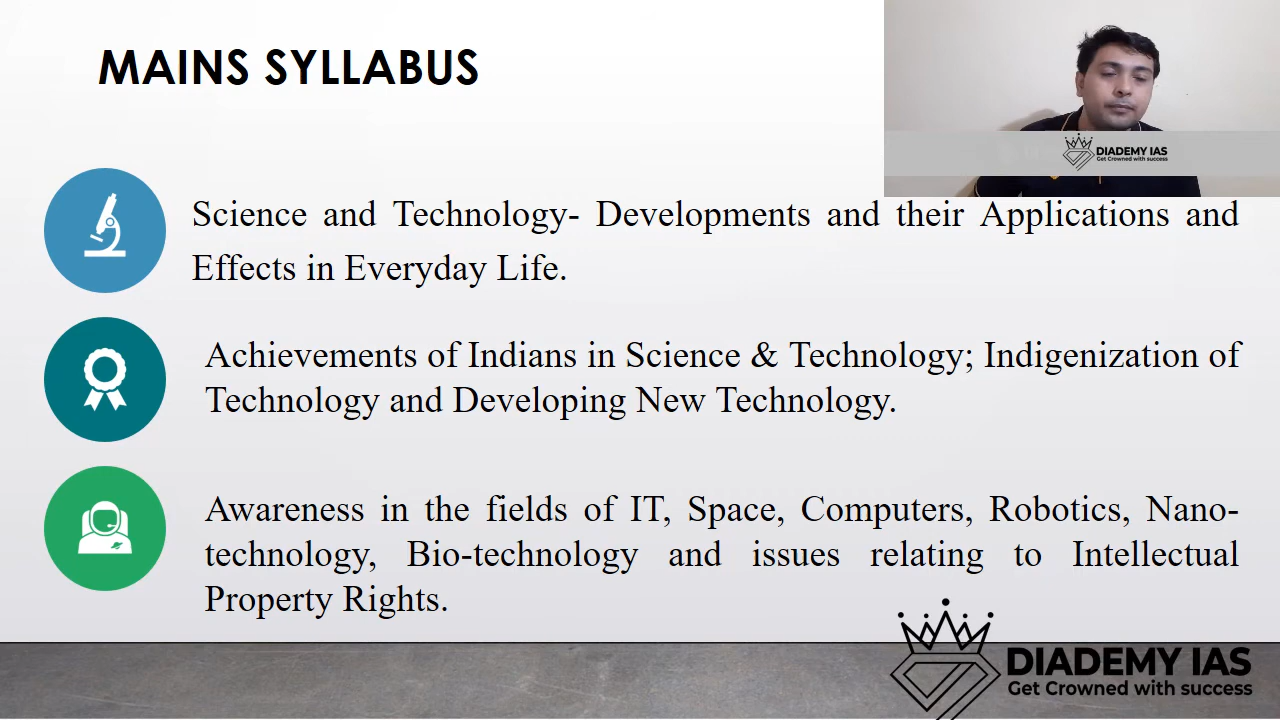 MAINS SYLLABUS
DIADEMY IAS
Get Crowned with success
Science and Technology- Developments and their Applications and
Effects in Everyday Life.
Achievements of Indians in Science & Technology; Indigenization of
Technology and Developing New Technology.
Awareness in the fields of IT, Space, Computers, Robotics, Nano-
technology, Bio-technology and issues relating to Intellectual
Property Rights.
DIADEMY IAS
Get Crowned with success